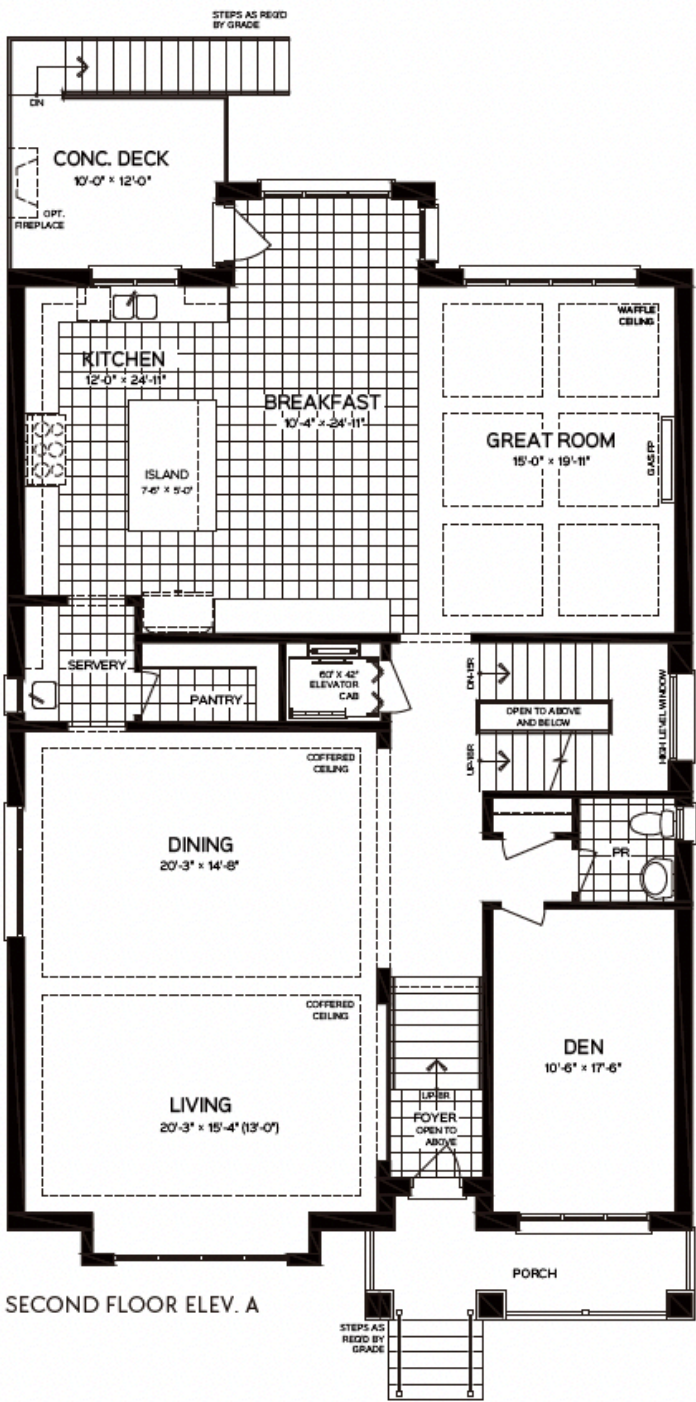 STEPS AS REQ'D
BY GRADE
DN
CONC. DECK
10'-0" × 12'-0"
OPT.
FIREPLACE
WAFFLE
CEILING
KITCHEN
12'-0" × 24'-11"
BREAKFAST
10'-4" × 24'-11"
GREAT ROOM
15'-0" × 19'-11"
GAS FP
ISLAND
7'-6" × 5'-0"
SERVERY
PANTRY
60" X 42"
ELEVATOR
CAB
DN-15R
OPEN TO ABOVE
AND BELOW
UP-18R
HIGH LEVEL WINDOW
COFFERED
CEILING
DINING
20'-3" × 14'-8"
PR
COFFERED
CEILING
LIVING
20'-3" × 15'-4" (13'-0")
DEN
10'-6" × 17'-6"
UP-8R
FOYER
OPEN TO
ABOVE
PORCH
SECOND FLOOR ELEV. A
STEPS AS
REQ'D BY
GRADE